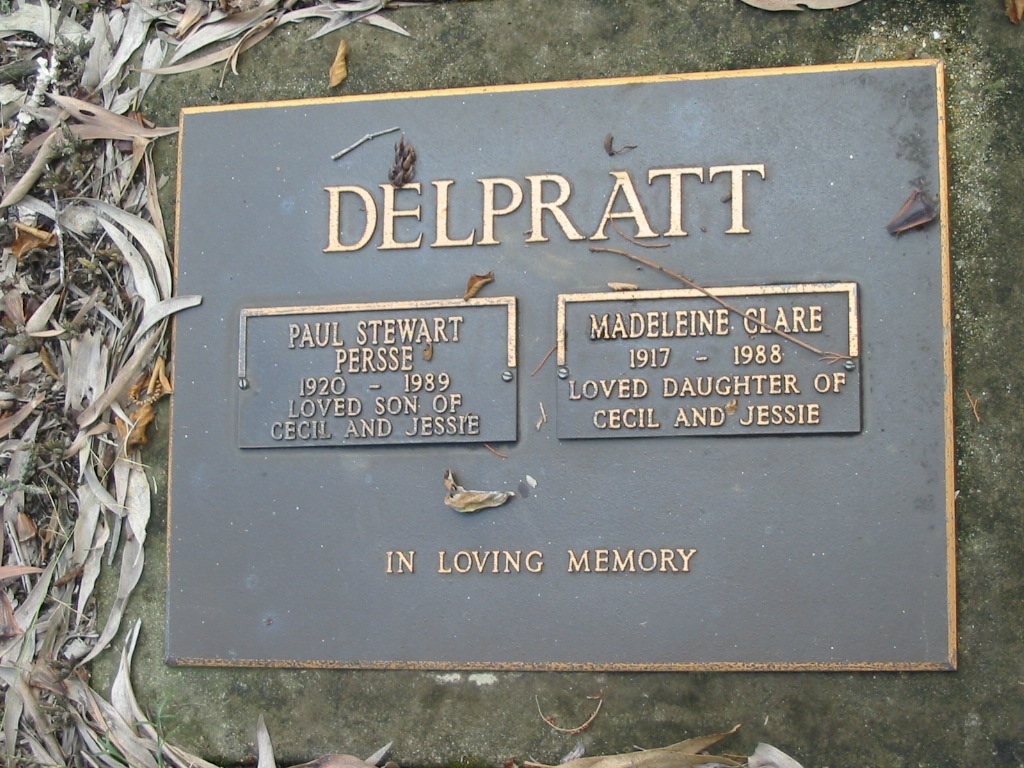 DELPRATT
PAUL STEWART
PERSSE
1920 - 1989
LOVED SON OF
CECIL AND JESSIE
MADELEINE CLARE
1917 - 1988
LOVED DAUGHTER OF
CECIL AND JESSIE
IN LOVING MEMORY